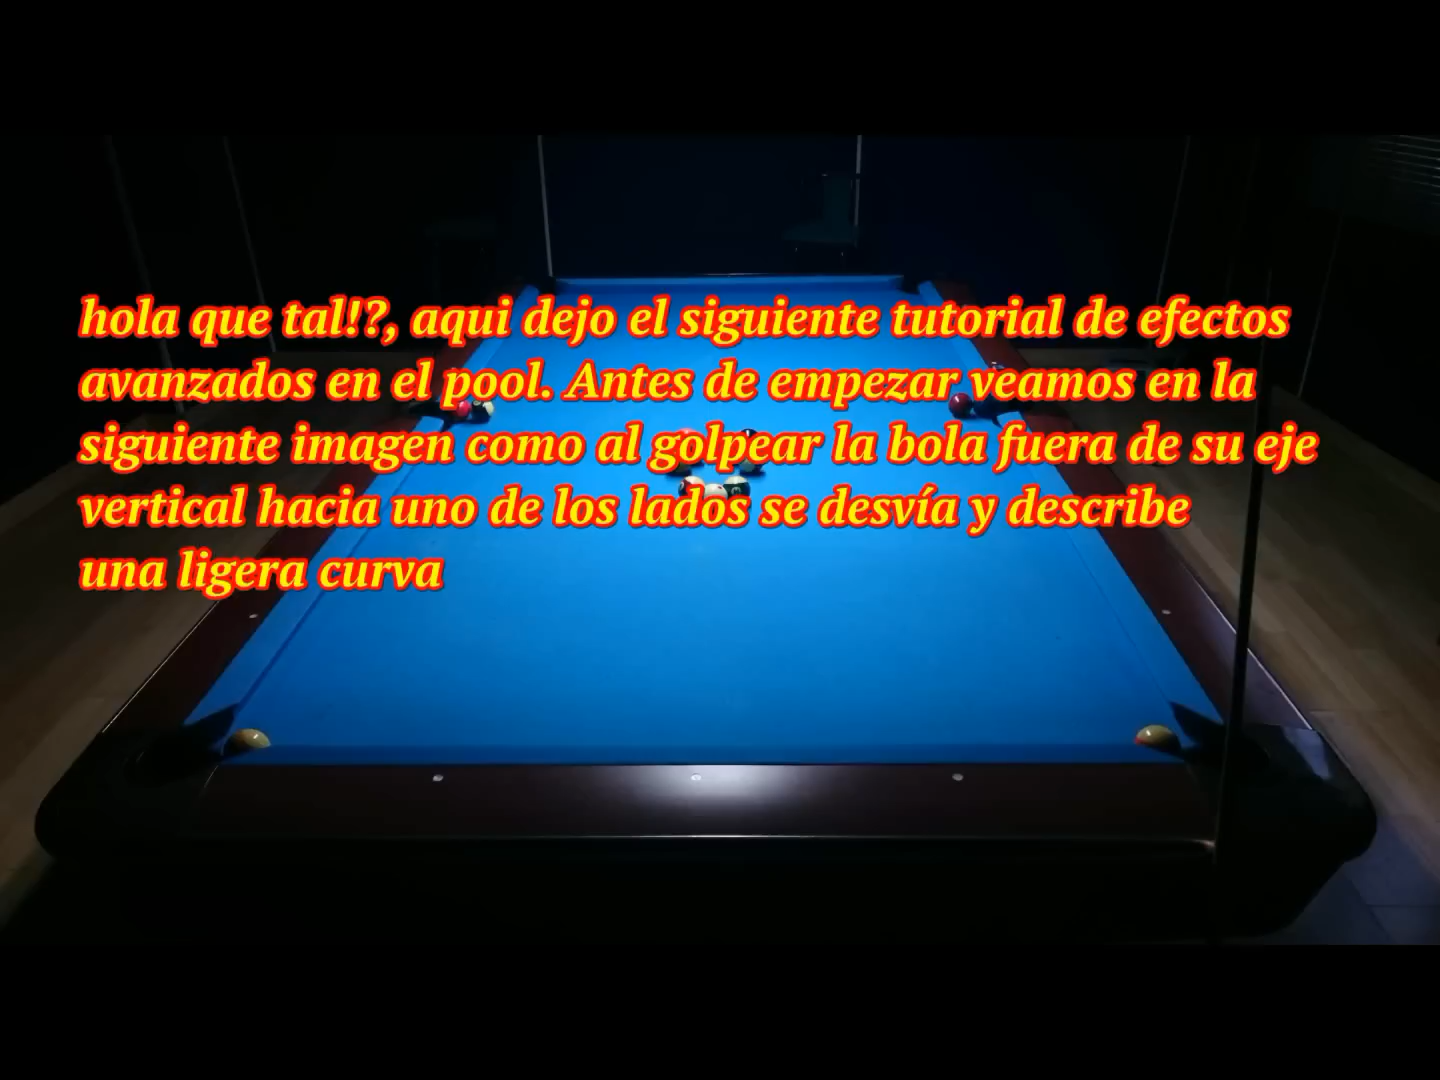 hola que tal!?, aqui dejo el siguiente tutorial de efectos
avanzados en el pool. Antes de empezar veamos en la
siguiente imagen como al golpear la bola fuera de su eje
vertical hacia uno de los lados se desvía y describe
una ligera curva